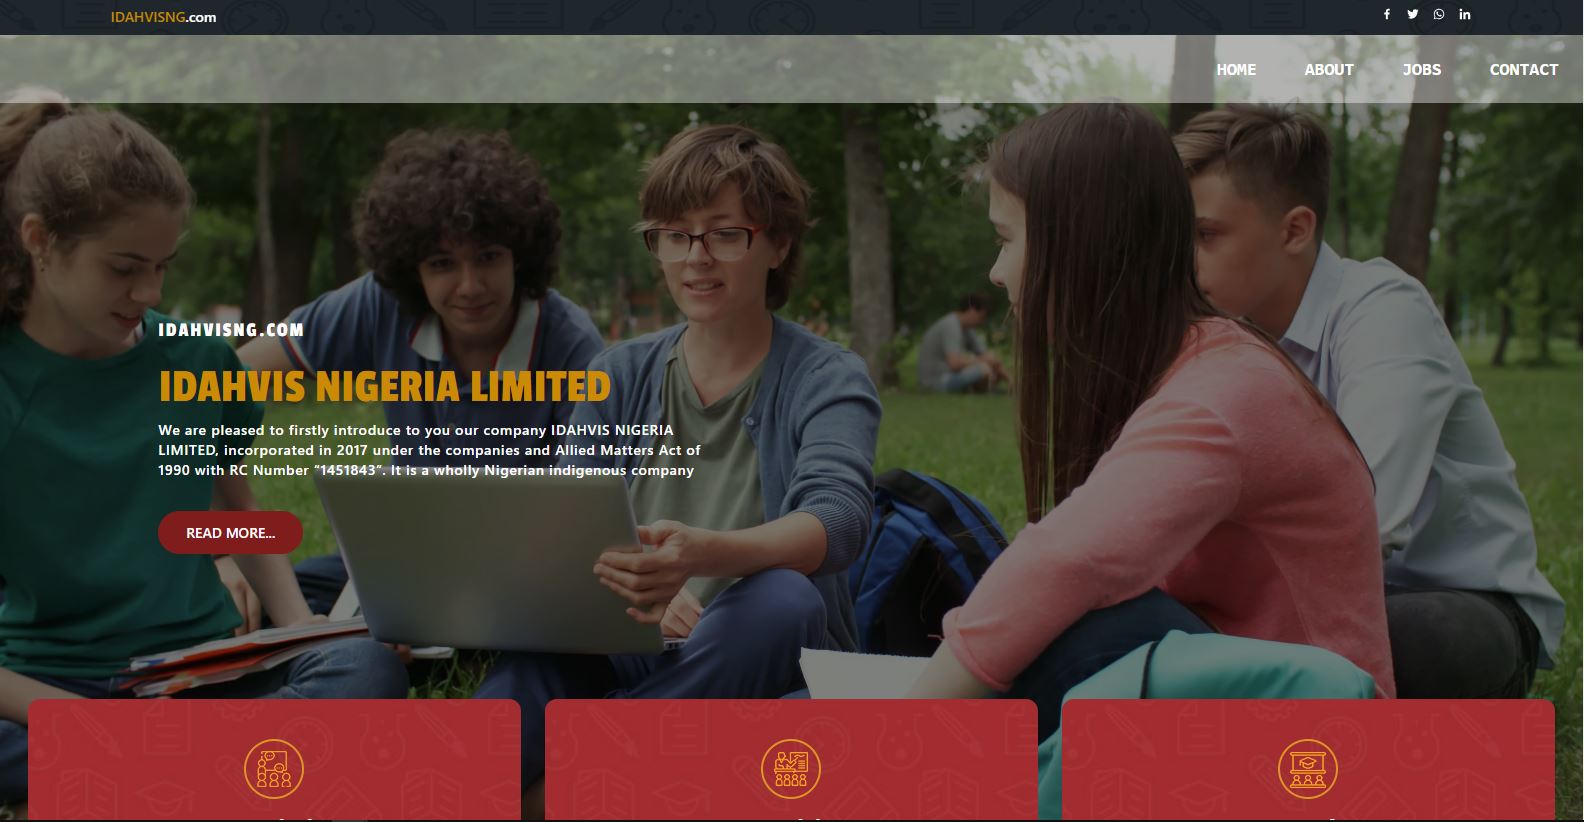 IDAHVISNG.com
HOME ABOUT JOBS CONTACT
IDAHVISNG.COM
IDAHVIS NIGERIA LIMITED
We are pleased to firstly introduce to you our company IDAHVIS NIGERIA
LIMITED, incorporated in 2017 under the companies and Allied Matters Act of
1990 with RC Number “1451843”. It is a wholly Nigerian indigenous company
READ MORE...